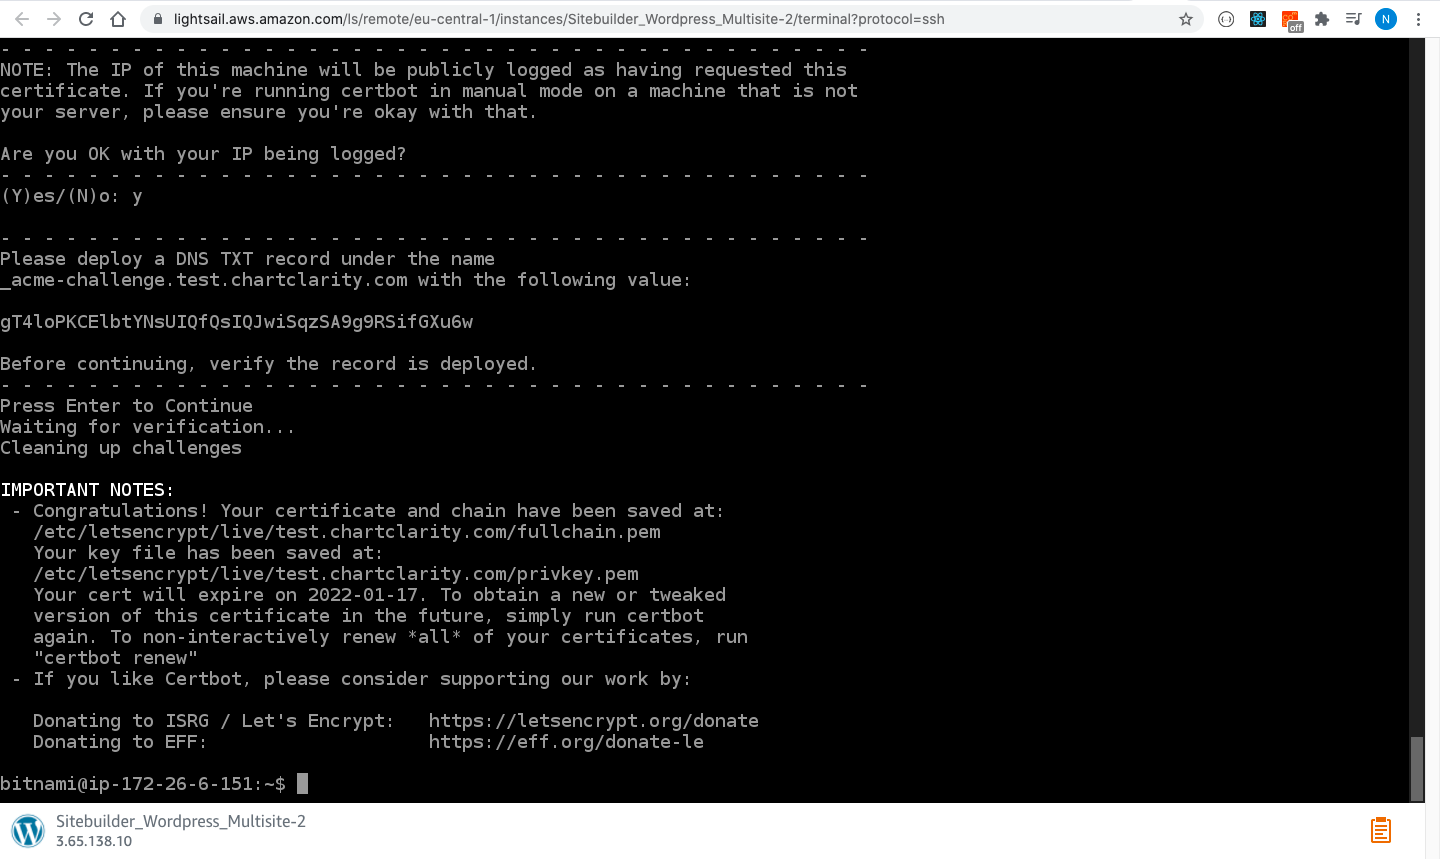 lightsail.aws.amazon.com/ls/remote/eu-central-1/instances/Sitebuilder_Wordpress_Multisite-2/terminal?protocol=ssh
off
N
- - - - - - - - - - - - - - - - - - - - - - - - - - - - - - - - - - - - - - - -
NOTE: The IP of this machine will be publicly logged as having requested this
certificate. If you're running certbot in manual mode on a machine that is not
your server, please ensure you're okay with that.
Are you OK with your IP being logged?
- - - - - - - - - - - - - - - - - - - - - - - - - - - - - - - - - - - - - - - -
(Y)es/(N)o: y
- - - - - - - - - - - - - - - - - - - - - - - - - - - - - - - - - - - - - - - -
Please deploy a DNS TXT record under the name
_acme-challenge.test.chartclarity.com with the following value:
gT4loPKCElbtYNsUIQfQsIQJwiSqzSA9g9RSifGXu6w
Before continuing, verify the record is deployed.
- - - - - - - - - - - - - - - - - - - - - - - - - - - - - - - - - - - - - - - -
Press Enter to Continue
Waiting for verification...
Cleaning up challenges
IMPORTANT NOTES:
- Congratulations! Your certificate and chain have been saved at:
/etc/letsencrypt/live/test.chartclarity.com/fullchain.pem
Your key file has been saved at:
/etc/letsencrypt/live/test.chartclarity.com/privkey.pem
Your cert will expire on 2022-01-17. To obtain a new or tweaked
version of this certificate in the future, simply run certbot
again. To non-interactively renew *all* of your certificates, run
"certbot renew"
- If you like Certbot, please consider supporting our work by:
Donating to ISRG / Let's Encrypt:   https://letsencrypt.org/donate
Donating to EFF:                    https://eff.org/donate-le
bitnami@ip-172-26-6-151:~$
Sitebuilder_Wordpress_Multisite-2
3.65.138.10